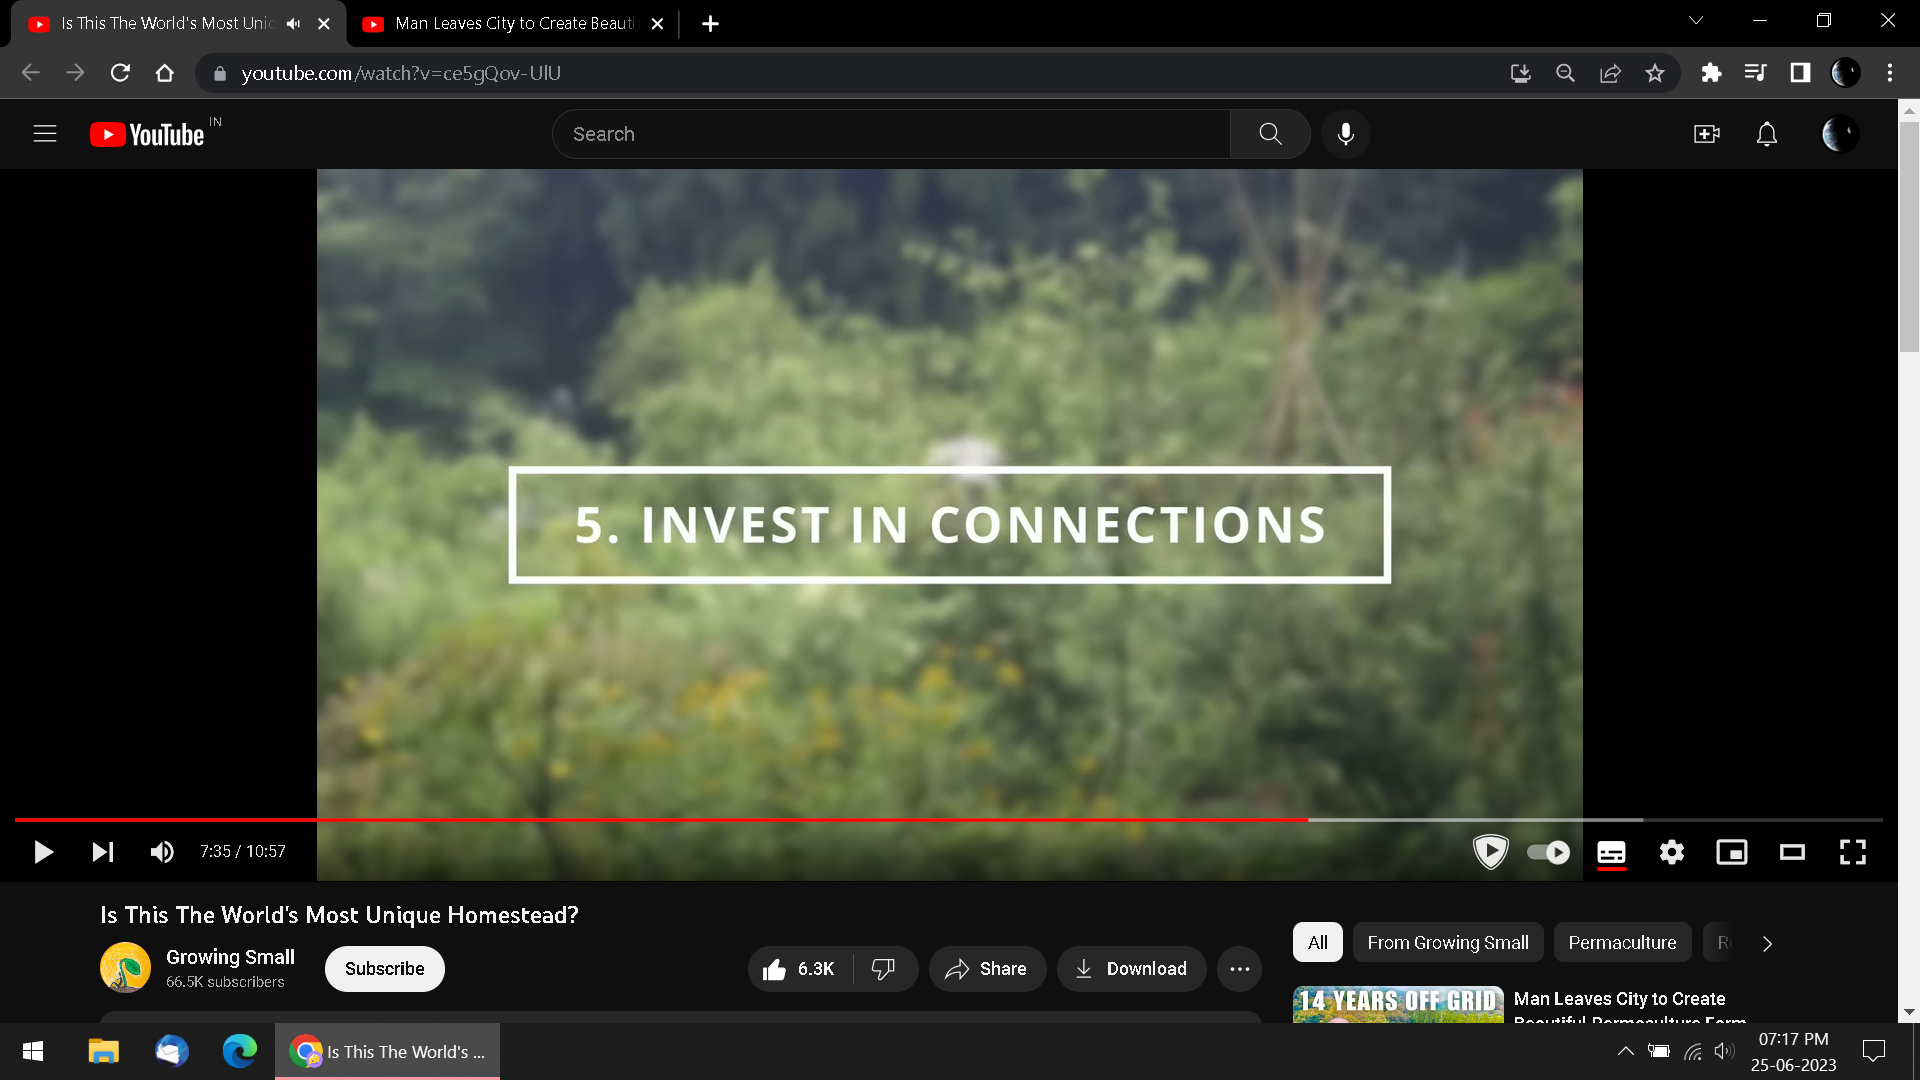 Is This The World's Most Uniq
Man Leaves City to Create Beauti
youtube.com/watch?v=ce5gQov-UlU
YouTube IN
Search
5. INVEST IN CONNECTIONS
7:35 / 10:57
Is This The World's Most Unique Homestead?
Growing Small
66.5K subscribers
Subscribe
6.3K
Share
Download
All
From Growing Small
Permaculture
14 YEARS OFF GRID
Man Leaves City to Create
Beautiful Permaculture Farm
Is This The World's ...
07:17 PM
25-06-2023